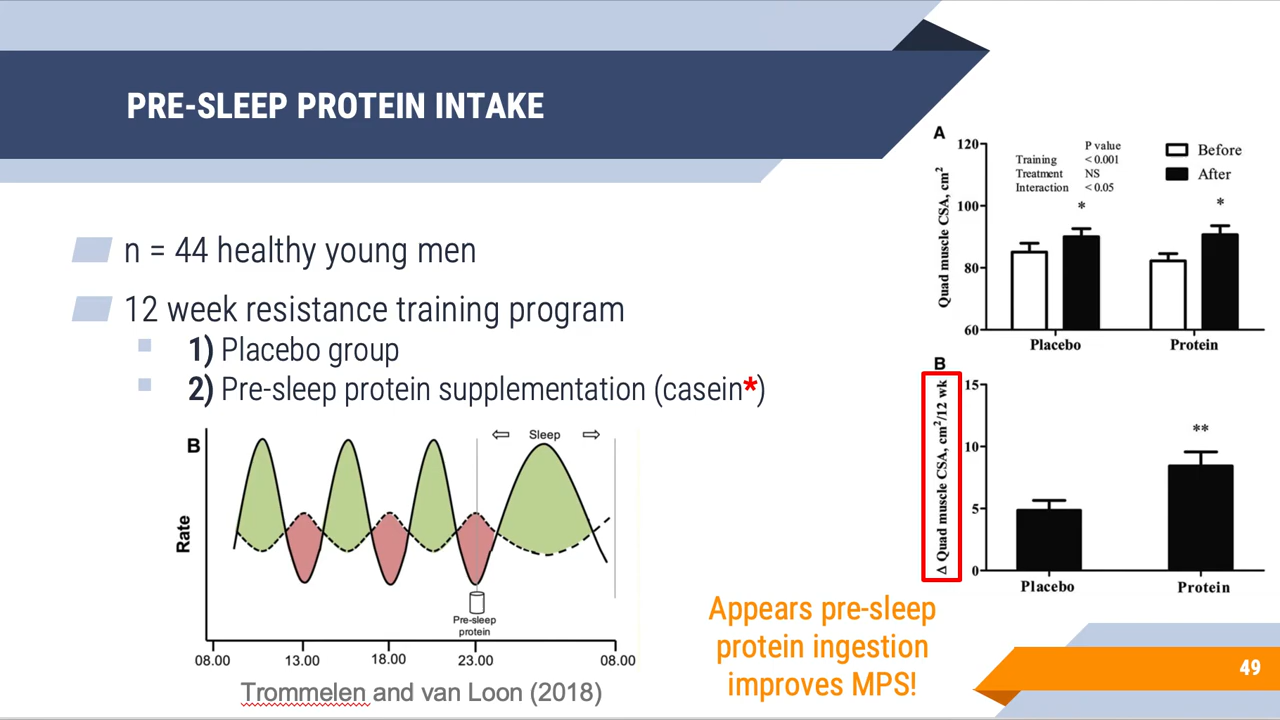 PRE-SLEEP PROTEIN INTAKE
n = 44 healthy young men
12 week resistance training program
1) Placebo group
2) Pre-sleep protein supplementation (casein*)
B
Rate
Sleep
Pre-sleep
protein
08.00 13.00 18.00 23.00 08.00
Trommelen and van Loon (2018)
A
Quad muscle CSA, cm²
120
100
80
60
P value
Training < 0.001
Treatment NS
Interaction < 0.05
Before
After
*
*
Placebo Protein
B
Δ Quad muscle CSA, cm²/12 wk
15
10
5
0
**
Placebo Protein
Appears pre-sleep
protein ingestion
improves MPS!
49